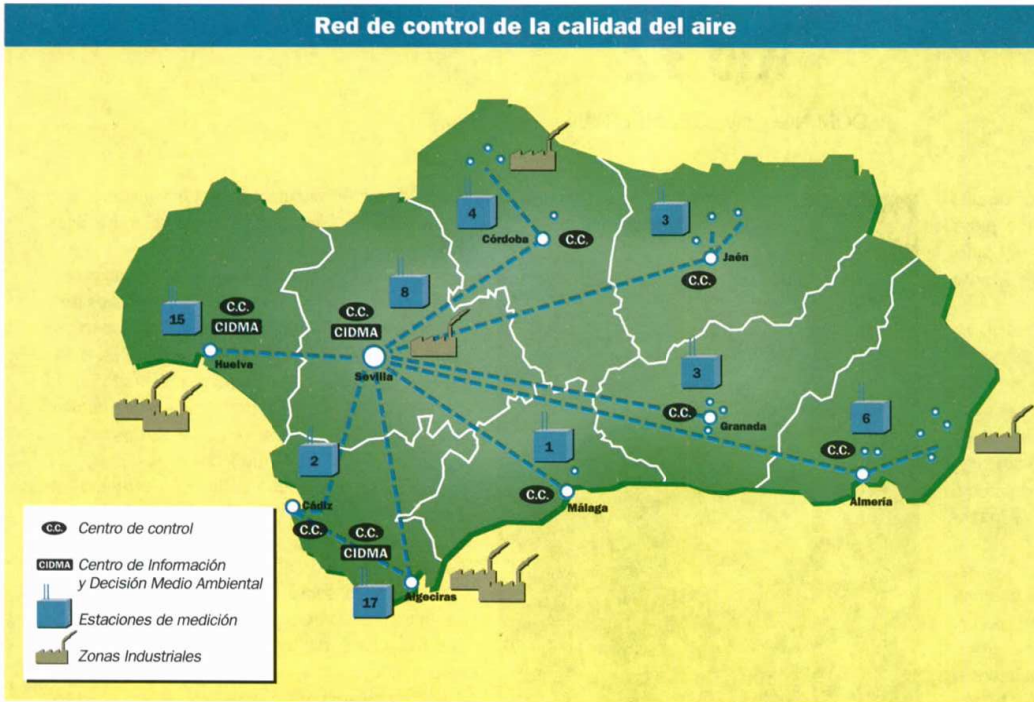 Red de control de la calidad del aire
4
Córdoba
C.C.
3
Jaén
C.C.
8
C.C.
CIDMA
Sevilla
15
C.C.
CIDMA
Huelva
3
C.C.
Granada
6
C.C.
Almería
1
C.C.
Málaga
2
Cádiz
C.C.
C.C.
CIDMA
17
Algeciras
C.C. Centro de control
CIDMA Centro de Información
y Decisión Medio Ambiental
Estaciones de medición
Zonas Industriales